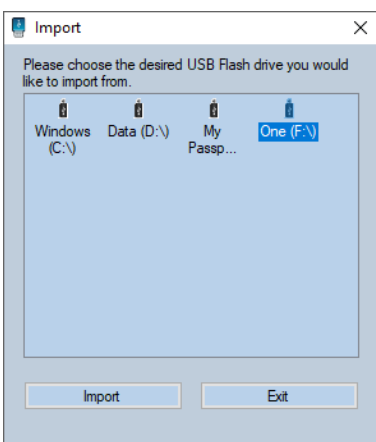 Import
Please choose the desired USB Flash drive you would
like to import from.
Windows
(C:\)
Data (D:\)
My
Passp...
One (F:\)
Import
Exit